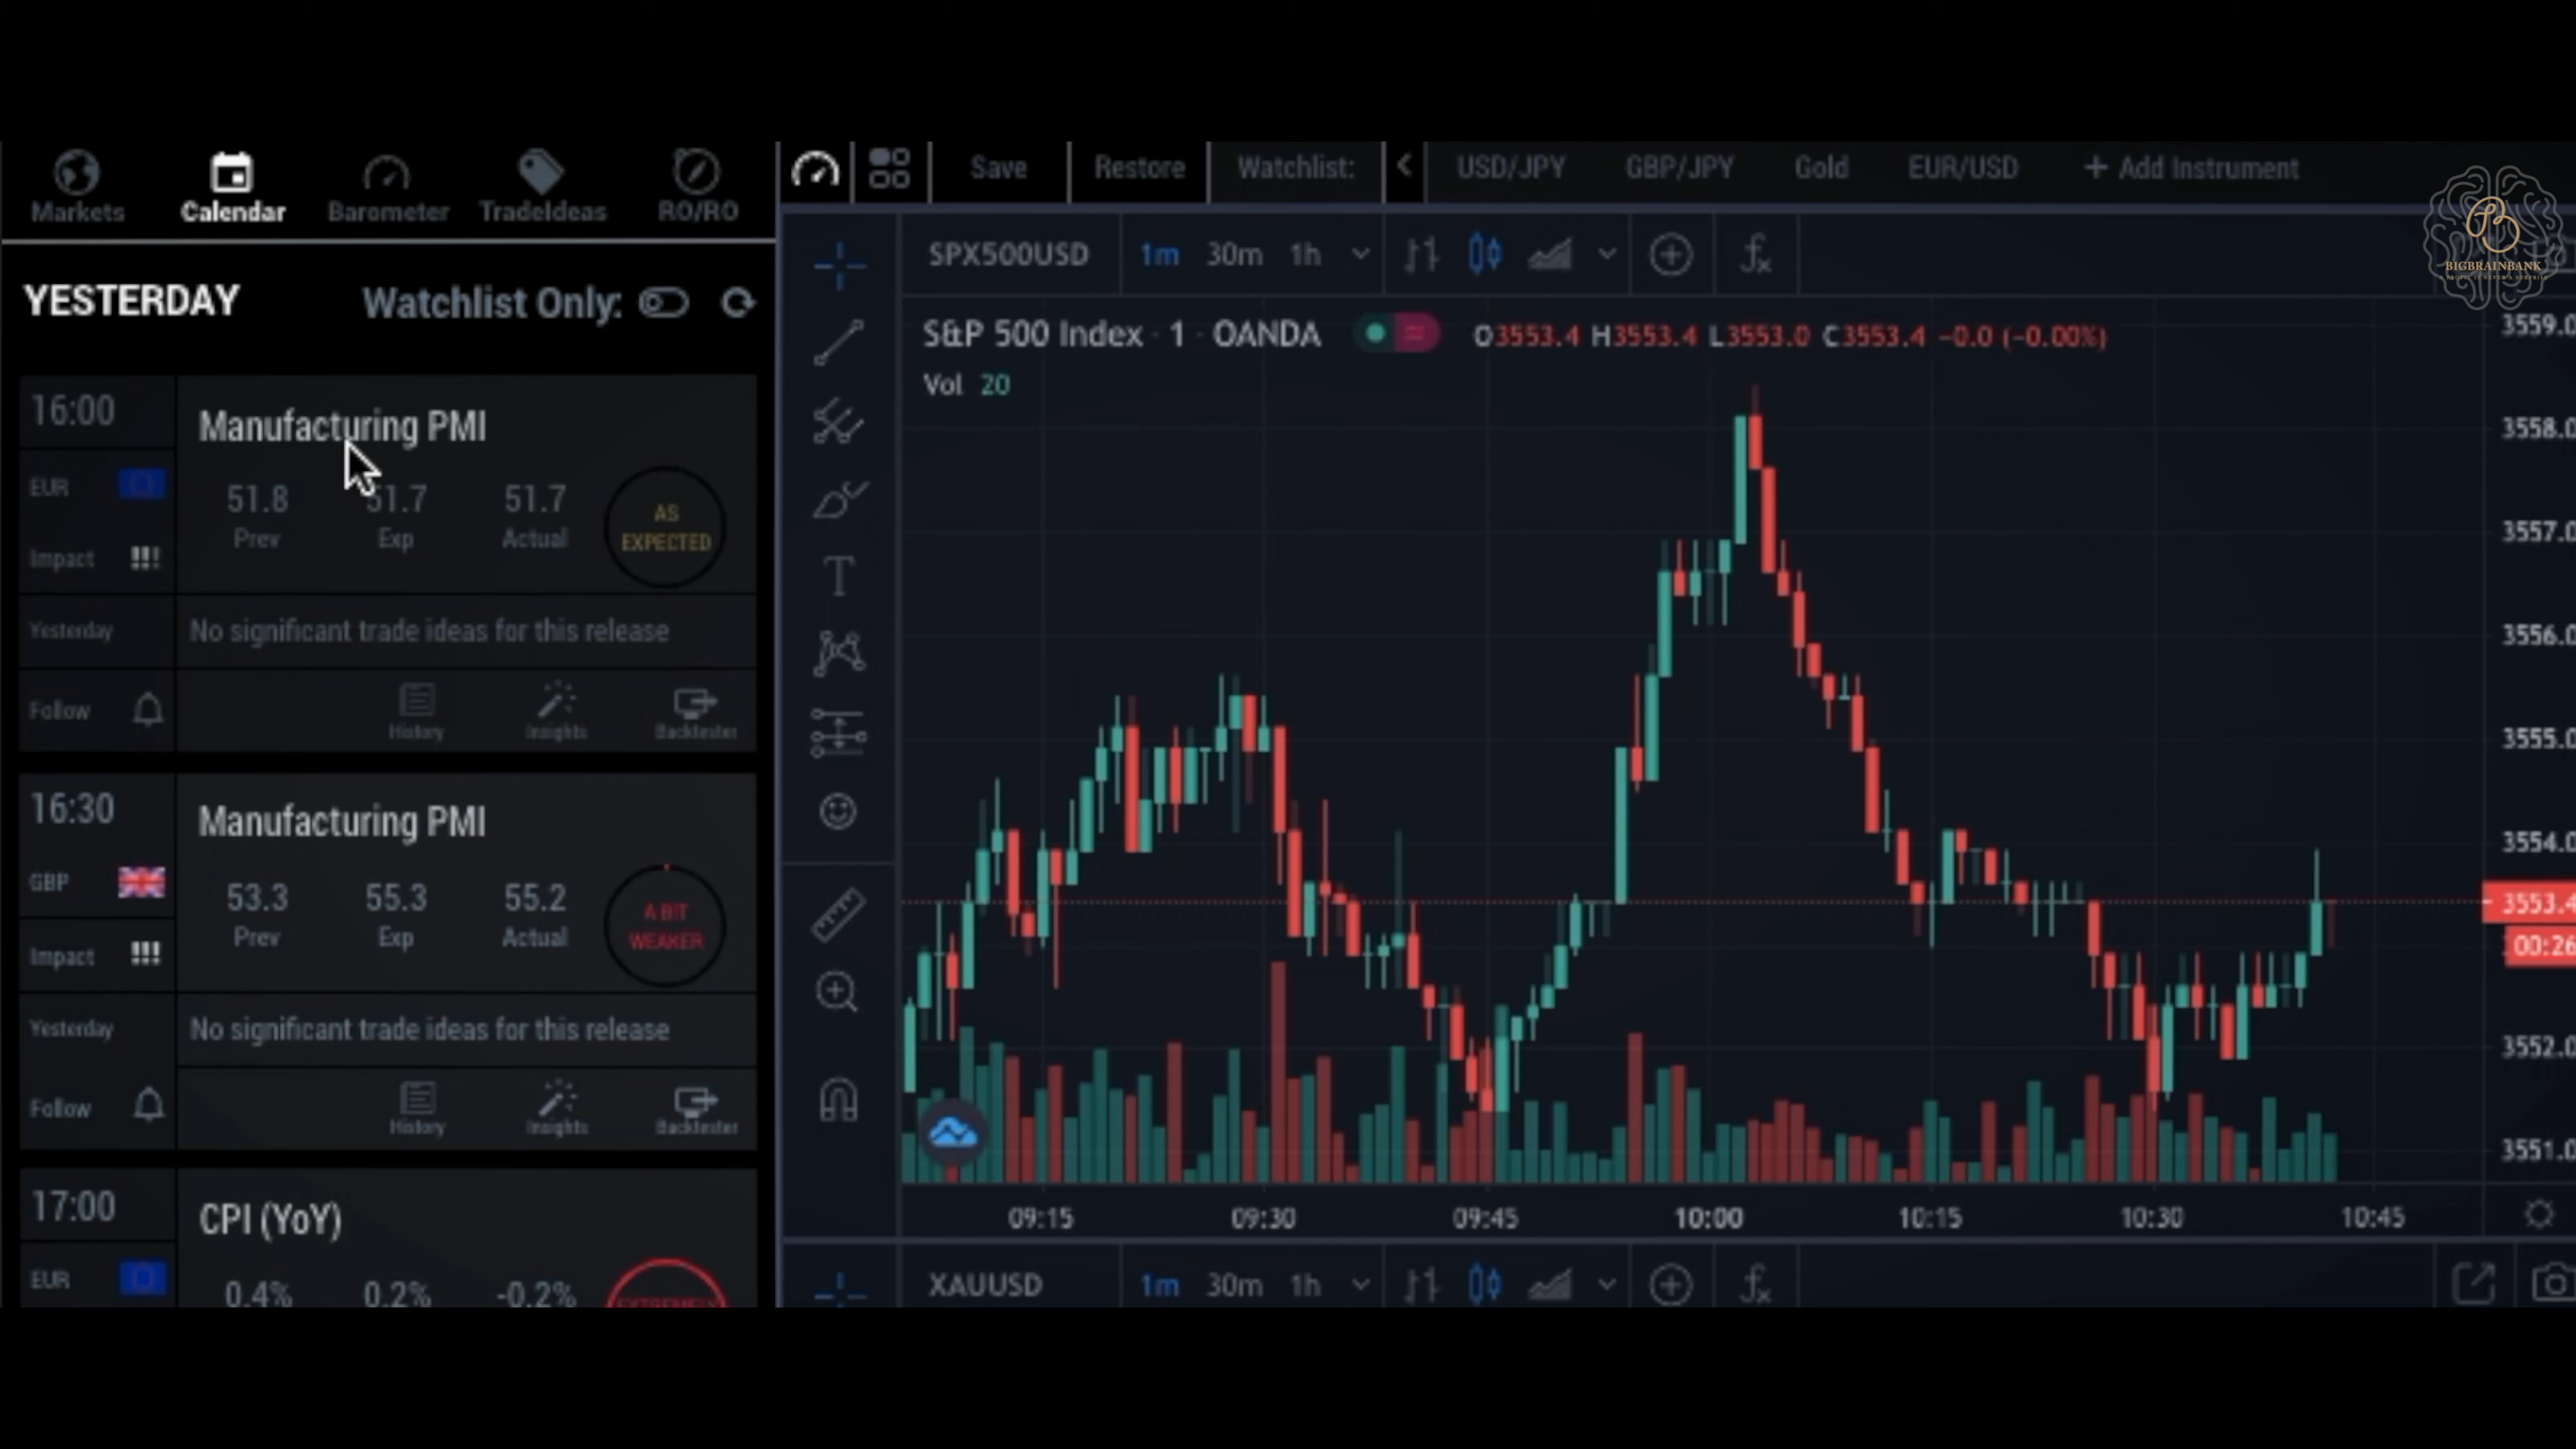 Markets Calendar Barometer TradeIdeas RO/RO
YESTERDAY Watchlist Only:
16:00 Manufacturing PMI
EUR 51.8 51.7 51.7
Prev Exp Actual
AS
EXPECTED
Impact
Yesterday No significant trade ideas for this release
Follow History Insights Backtester
16:30 Manufacturing PMI
GBP 53.3 55.3 55.2
Prev Exp Actual
A BIT
WEAKER
Impact
Yesterday No significant trade ideas for this release
Follow History Insights Backtester
17:00 CPI (YoY)
EUR 0.4% 0.2% -0.2%
EXTREMELY
Save Restore Watchlist: USD/JPY GBP/JPY Gold EUR/USD + Add Instrument
BIGBRAINBANK
SPX500USD 1m 30m 1h
S&P 500 Index · 1 · OANDA O3553.4 H3553.4 L3553.0 C3553.4 −0.0 (−0.00%)
Vol 20
3559.0
3558.0
3557.0
3556.0
3555.0
3554.0
3553.4
00:26
3552.0
3551.0
09:15 09:30 09:45 10:00 10:15 10:30 10:45
XAUUSD 1m 30m 1h